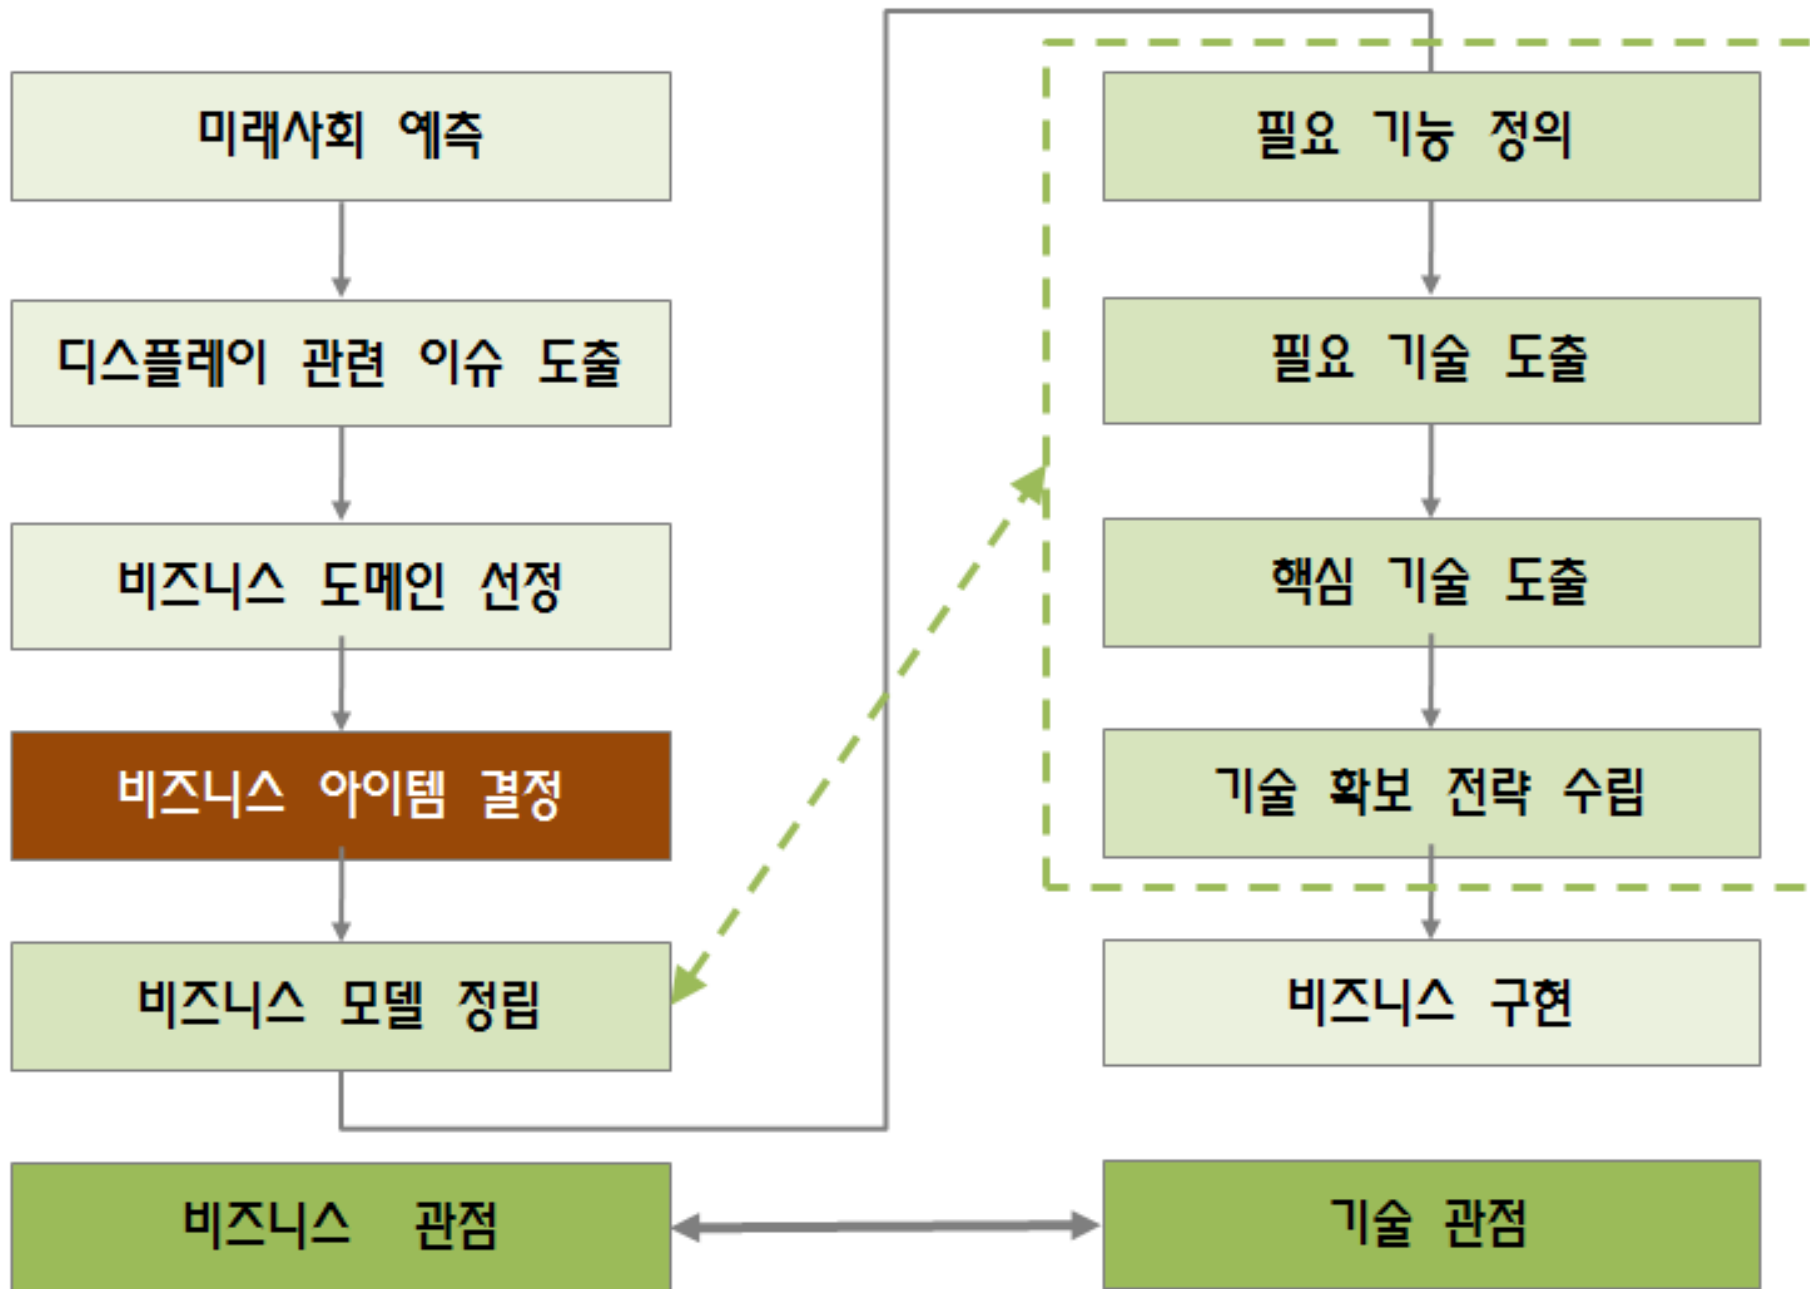 미래사회 예측
디스플레이 관련 이슈 도출
비즈니스 도메인 선정
비즈니스 아이템 결정
비즈니스 모델 정립
비즈니스 관점
필요 기능 정의
필요 기술 도출
핵심 기술 도출
기술 확보 전략 수립
비즈니스 구현
기술 관점